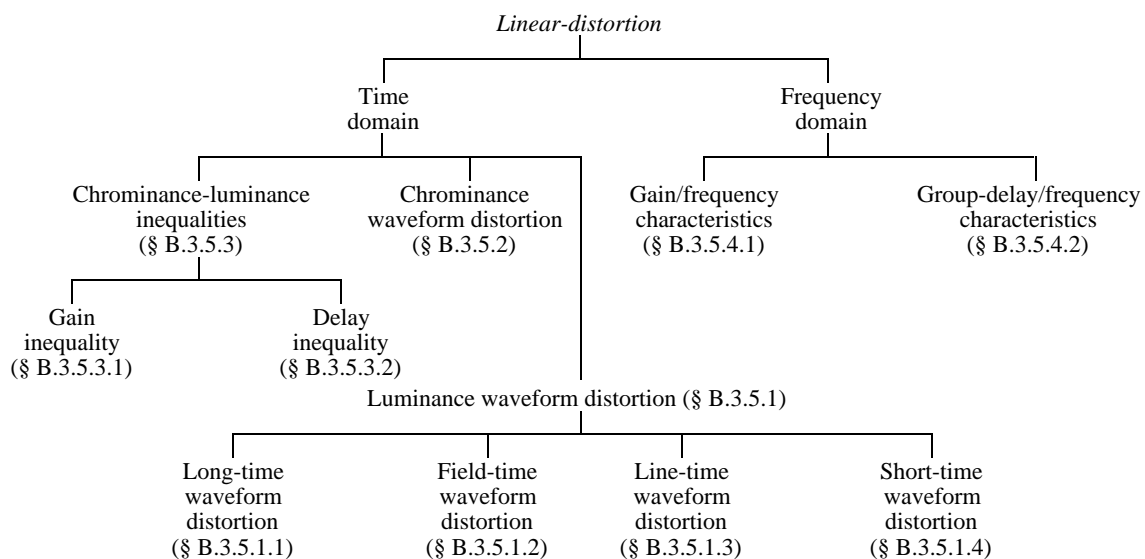 Linear-distortion
Time
domain
Frequency
domain
Chrominance-luminance
inequalities
(§ B.3.5.3)
Chrominance
waveform distortion
(§ B.3.5.2)
Gain/frequency
characteristics
(§ B.3.5.4.1)
Group-delay/frequency
characteristics
(§ B.3.5.4.2)
Gain
inequality
(§ B.3.5.3.1)
Delay
inequality
(§ B.3.5.3.2)
Luminance waveform distortion (§ B.3.5.1)
Long-time
waveform
distortion
(§ B.3.5.1.1)
Field-time
waveform
distortion
(§ B.3.5.1.2)
Line-time
waveform
distortion
(§ B.3.5.1.3)
Short-time
waveform
distortion
(§ B.3.5.1.4)